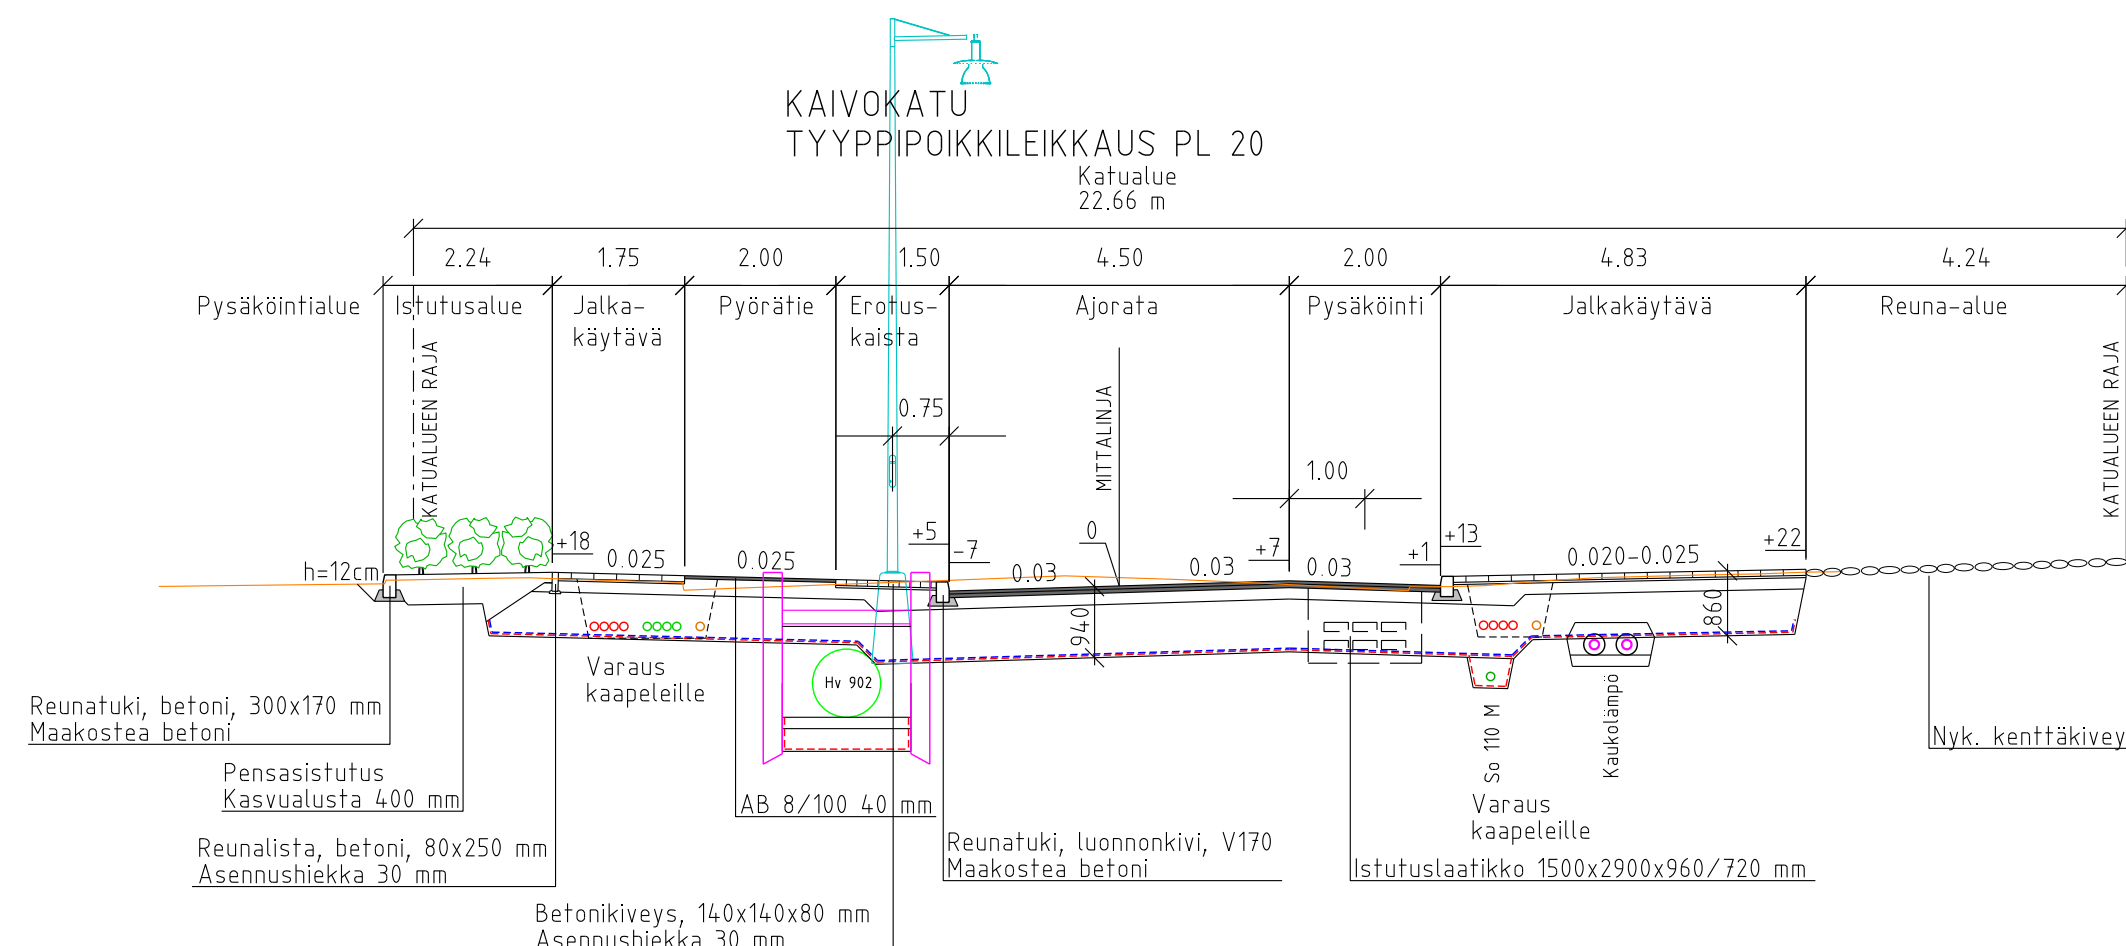 KAIVOKATU
TYYPPIPOIKKILEIKKAUS PL 20
Katualue
22.66 m
2.24
1.75
2.00
1.50
4.50
2.00
4.83
4.24
Pysäköintialue
Istutusalue
Jalka-
käytävä
Pyörätie
Erotus-
kaista
Ajorata
Pysäköinti
Jalkakäytävä
Reuna-alue
KATUALUEEN RAJA
MITTALINJA
KATUALUEEN RAJA
0.75
1.00
h=12cm
+18
0.025
0.025
+5
-7
0.03
0
0.03
+7
0.03
+1
+13
0.020-0.025
+22
940
860
Hv 902
Varaus
kaapeleille
Reunatuki, betoni, 300x170 mm
Maakostea betoni
Pensasistutus
Kasvualusta 400 mm
Reunalista, betoni, 80x250 mm
Asennushiekka 30 mm
AB 8/100 40 mm
Reunatuki, luonnonkivi, V170
Maakostea betoni
So 110 M
Kaukolämpö
Varaus
kaapeleille
Istutuslaatikko 1500x2900x960/720 mm
Nyk. kenttäkivey
Betonikiveys, 140x140x80 mm
Asennushiekka 30 mm